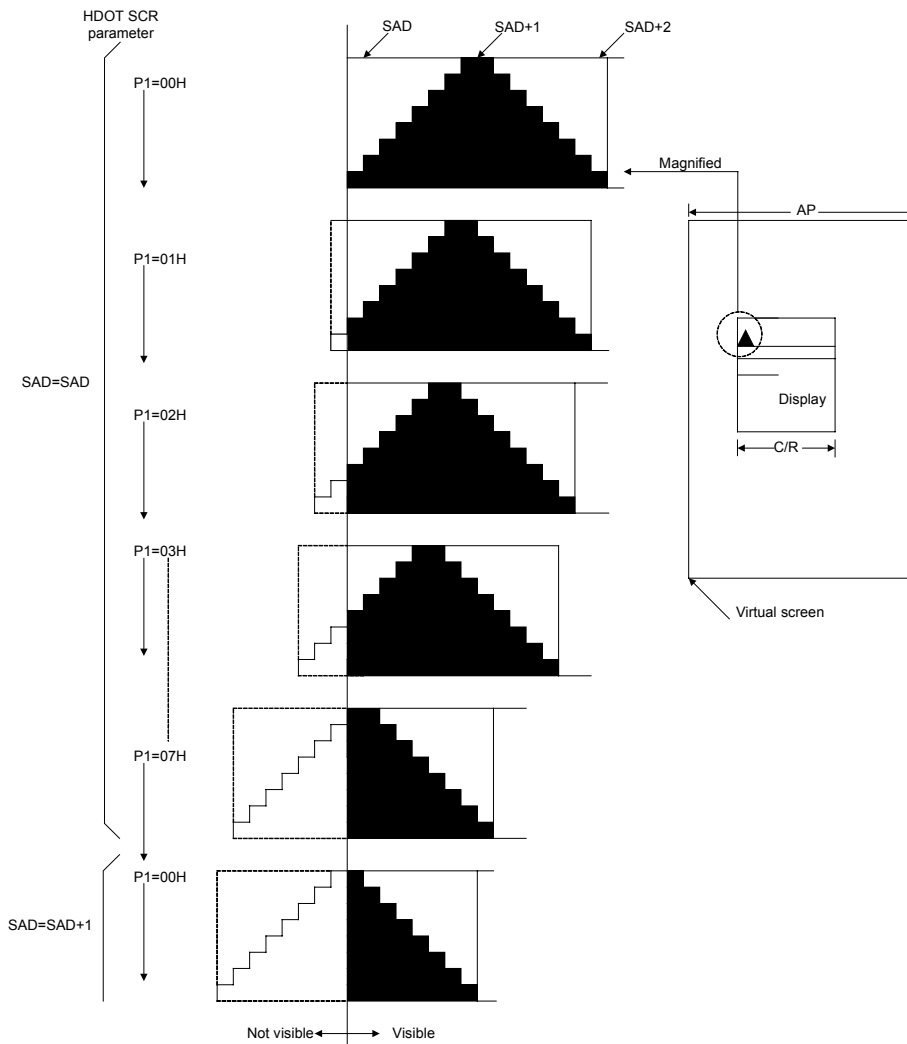 HDOT SCR
parameter
SAD
SAD+1
SAD+2
P1=00H
Magnified
AP
P1=01H
SAD=SAD
P1=02H
Display
C/R
P1=03H
Virtual screen
P1=07H
P1=00H
SAD=SAD+1
Not visible
Visible